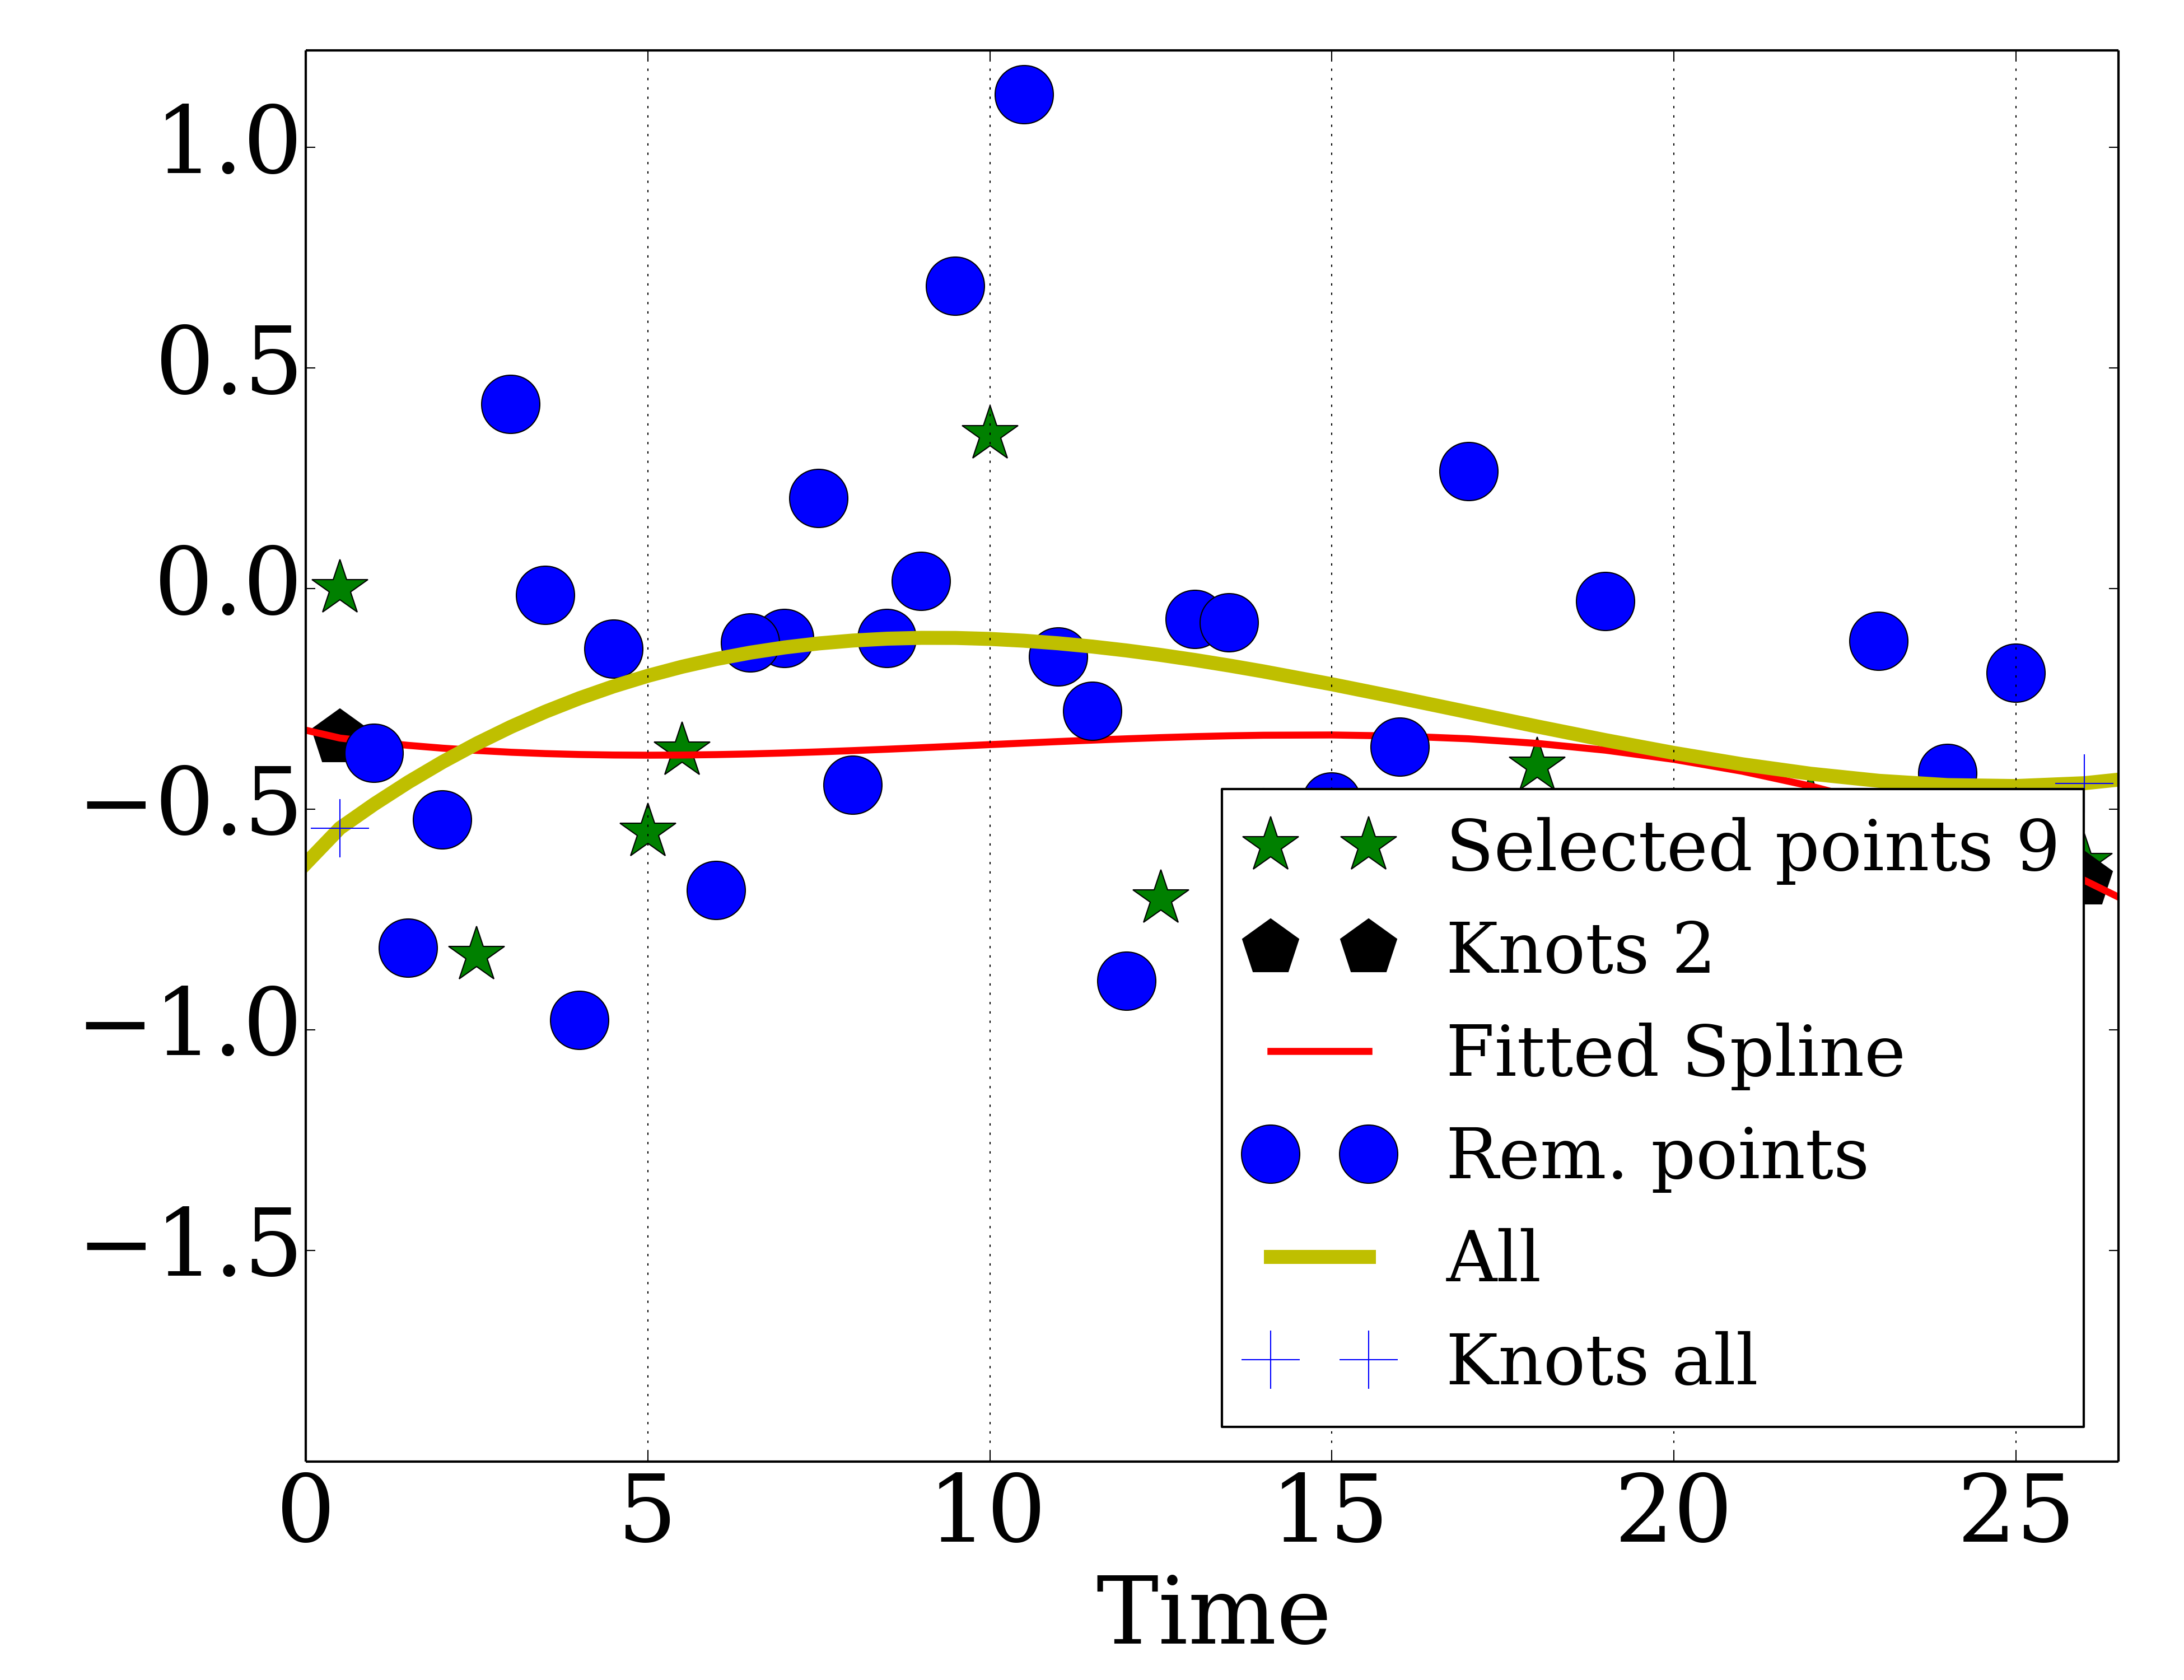 1.0
0.5
0.0
−0.5
−1.0
−1.5
0 5 10 15 20 25
Time
Selected points 9
Knots 2
Fitted Spline
Rem. points
All
Knots all